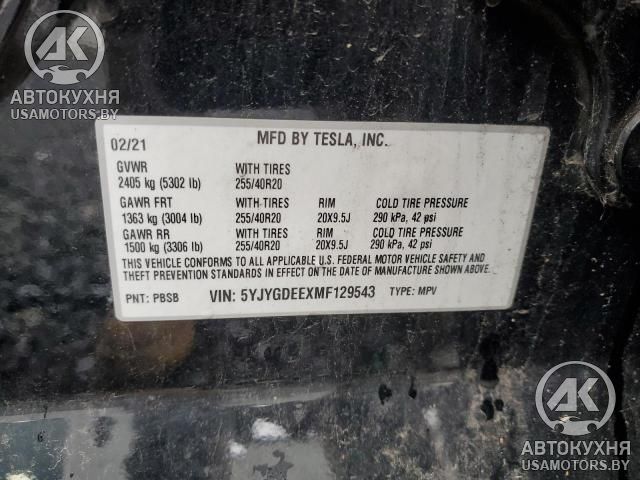 АК
АВТОКУХНЯ
USAMOTORS.BY
02/21 MFD BY TESLA, INC.
GVWR WITH TIRES
2405 kg (5302 lb) 255/40R20
GAWR FRT WITH-TIRES RIM COLD TIRE PRESSURE
1363 kg (3004 lb) 255/40R20 20X9.5J 290 kPa, 42 psi
GAWR RR WITH-TIRES RIM COLD TIRE PRESSURE
1500 kg (3306 lb) 255/40R20 20X9.5J 290 kPa, 42 psi
THIS VEHICLE CONFORMS TO ALL APPLICABLE U.S. FEDERAL MOTOR VEHICLE SAFETY AND
THEFT PREVENTION STANDARDS IN EFFECT ON THE DATE OF MANUFACTURE SHOWN ABOVE.
PNT: PBSB VIN: 5YJYGDEEXMF129543 TYPE: MPV
АК
АВТОКУХНЯ
USAMOTORS.BY